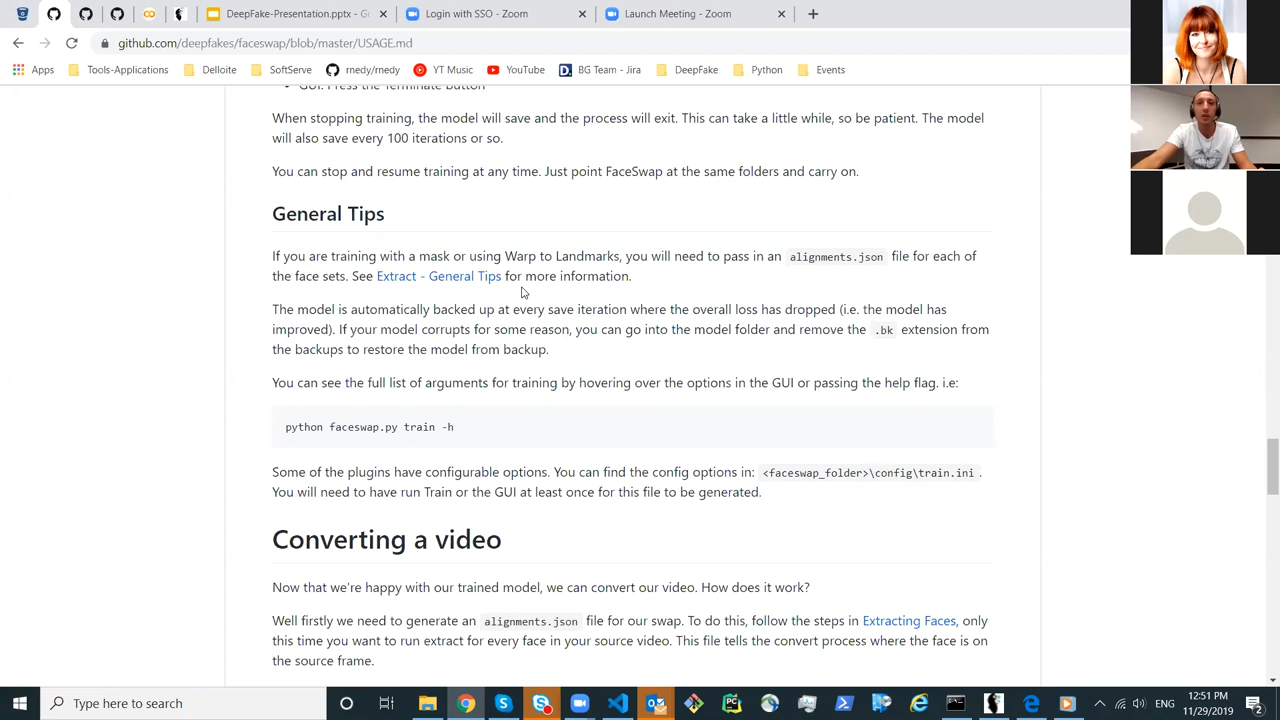 DeepFake-Presentation.pptx - Go
Login with SSO - Zoom
Launch Meeting - Zoom
github.com/deepfakes/faceswap/blob/master/USAGE.md
Apps
Tools-Applications
Delloite
SoftServe
rnedy/rnedy
YT Music
YouTube
BG Team - Jira
DeepFake
Python
Events
GUI: Press the Terminate button
When stopping training, the model will save and the process will exit. This can take a little while, so be patient. The model
will also save every 100 iterations or so.
You can stop and resume training at any time. Just point FaceSwap at the same folders and carry on.
General Tips
If you are training with a mask or using Warp to Landmarks, you will need to pass in an alignments.json file for each of
the face sets. See Extract - General Tips for more information.
The model is automatically backed up at every save iteration where the overall loss has dropped (i.e. the model has
improved). If your model corrupts for some reason, you can go into the model folder and remove the .bk extension from
the backups to restore the model from backup.
You can see the full list of arguments for training by hovering over the options in the GUI or passing the help flag. i.e:
python faceswap.py train -h
Some of the plugins have configurable options. You can find the config options in: <faceswap_folder>\config\train.ini .
You will need to have run Train or the GUI at least once for this file to be generated.
Converting a video
Now that we're happy with our trained model, we can convert our video. How does it work?
Well firstly we need to generate an alignments.json file for our swap. To do this, follow the steps in Extracting Faces, only
this time you want to run extract for every face in your source video. This file tells the convert process where the face is on
the source frame.
Type here to search
ENG
12:51 PM
11/29/2019
2